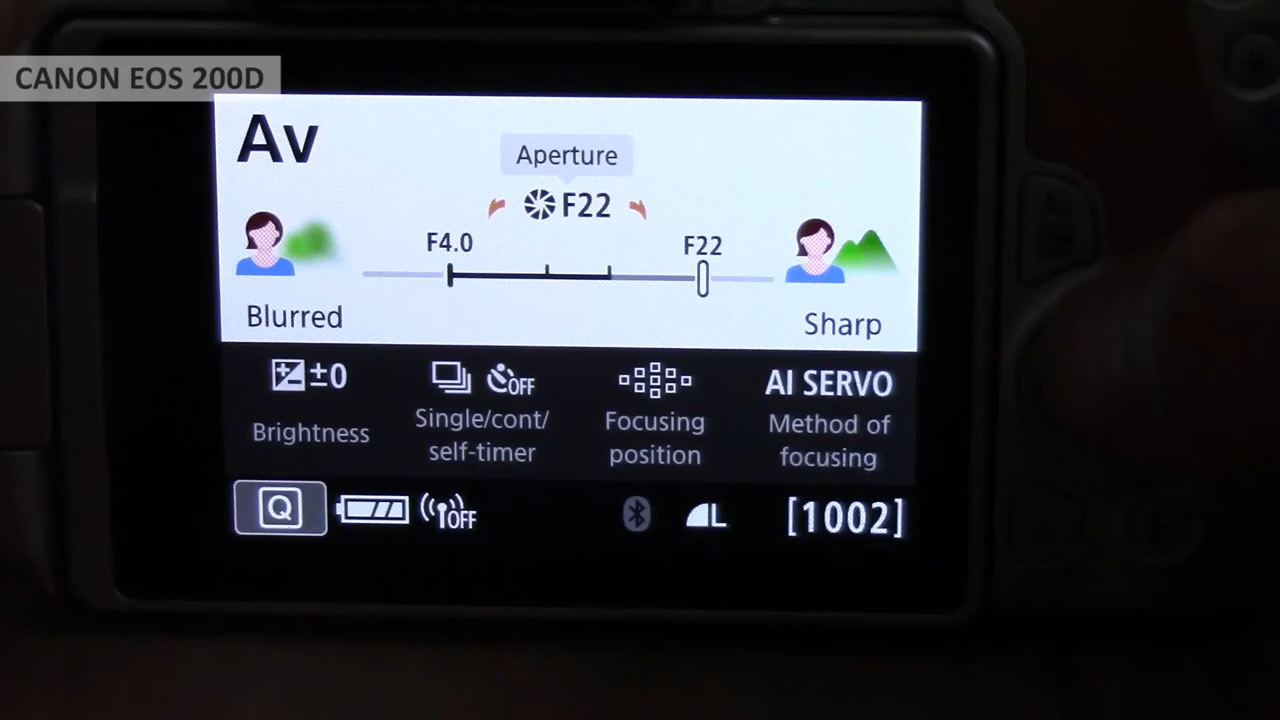 CANON EOS 200D
Av
Aperture
F22
F4.0
F22
Blurred
Sharp
±0
OFF
AI SERVO
Brightness
Single/cont/
self-timer
Focusing
position
Method of
focusing
Q
OFF
L
[1002]